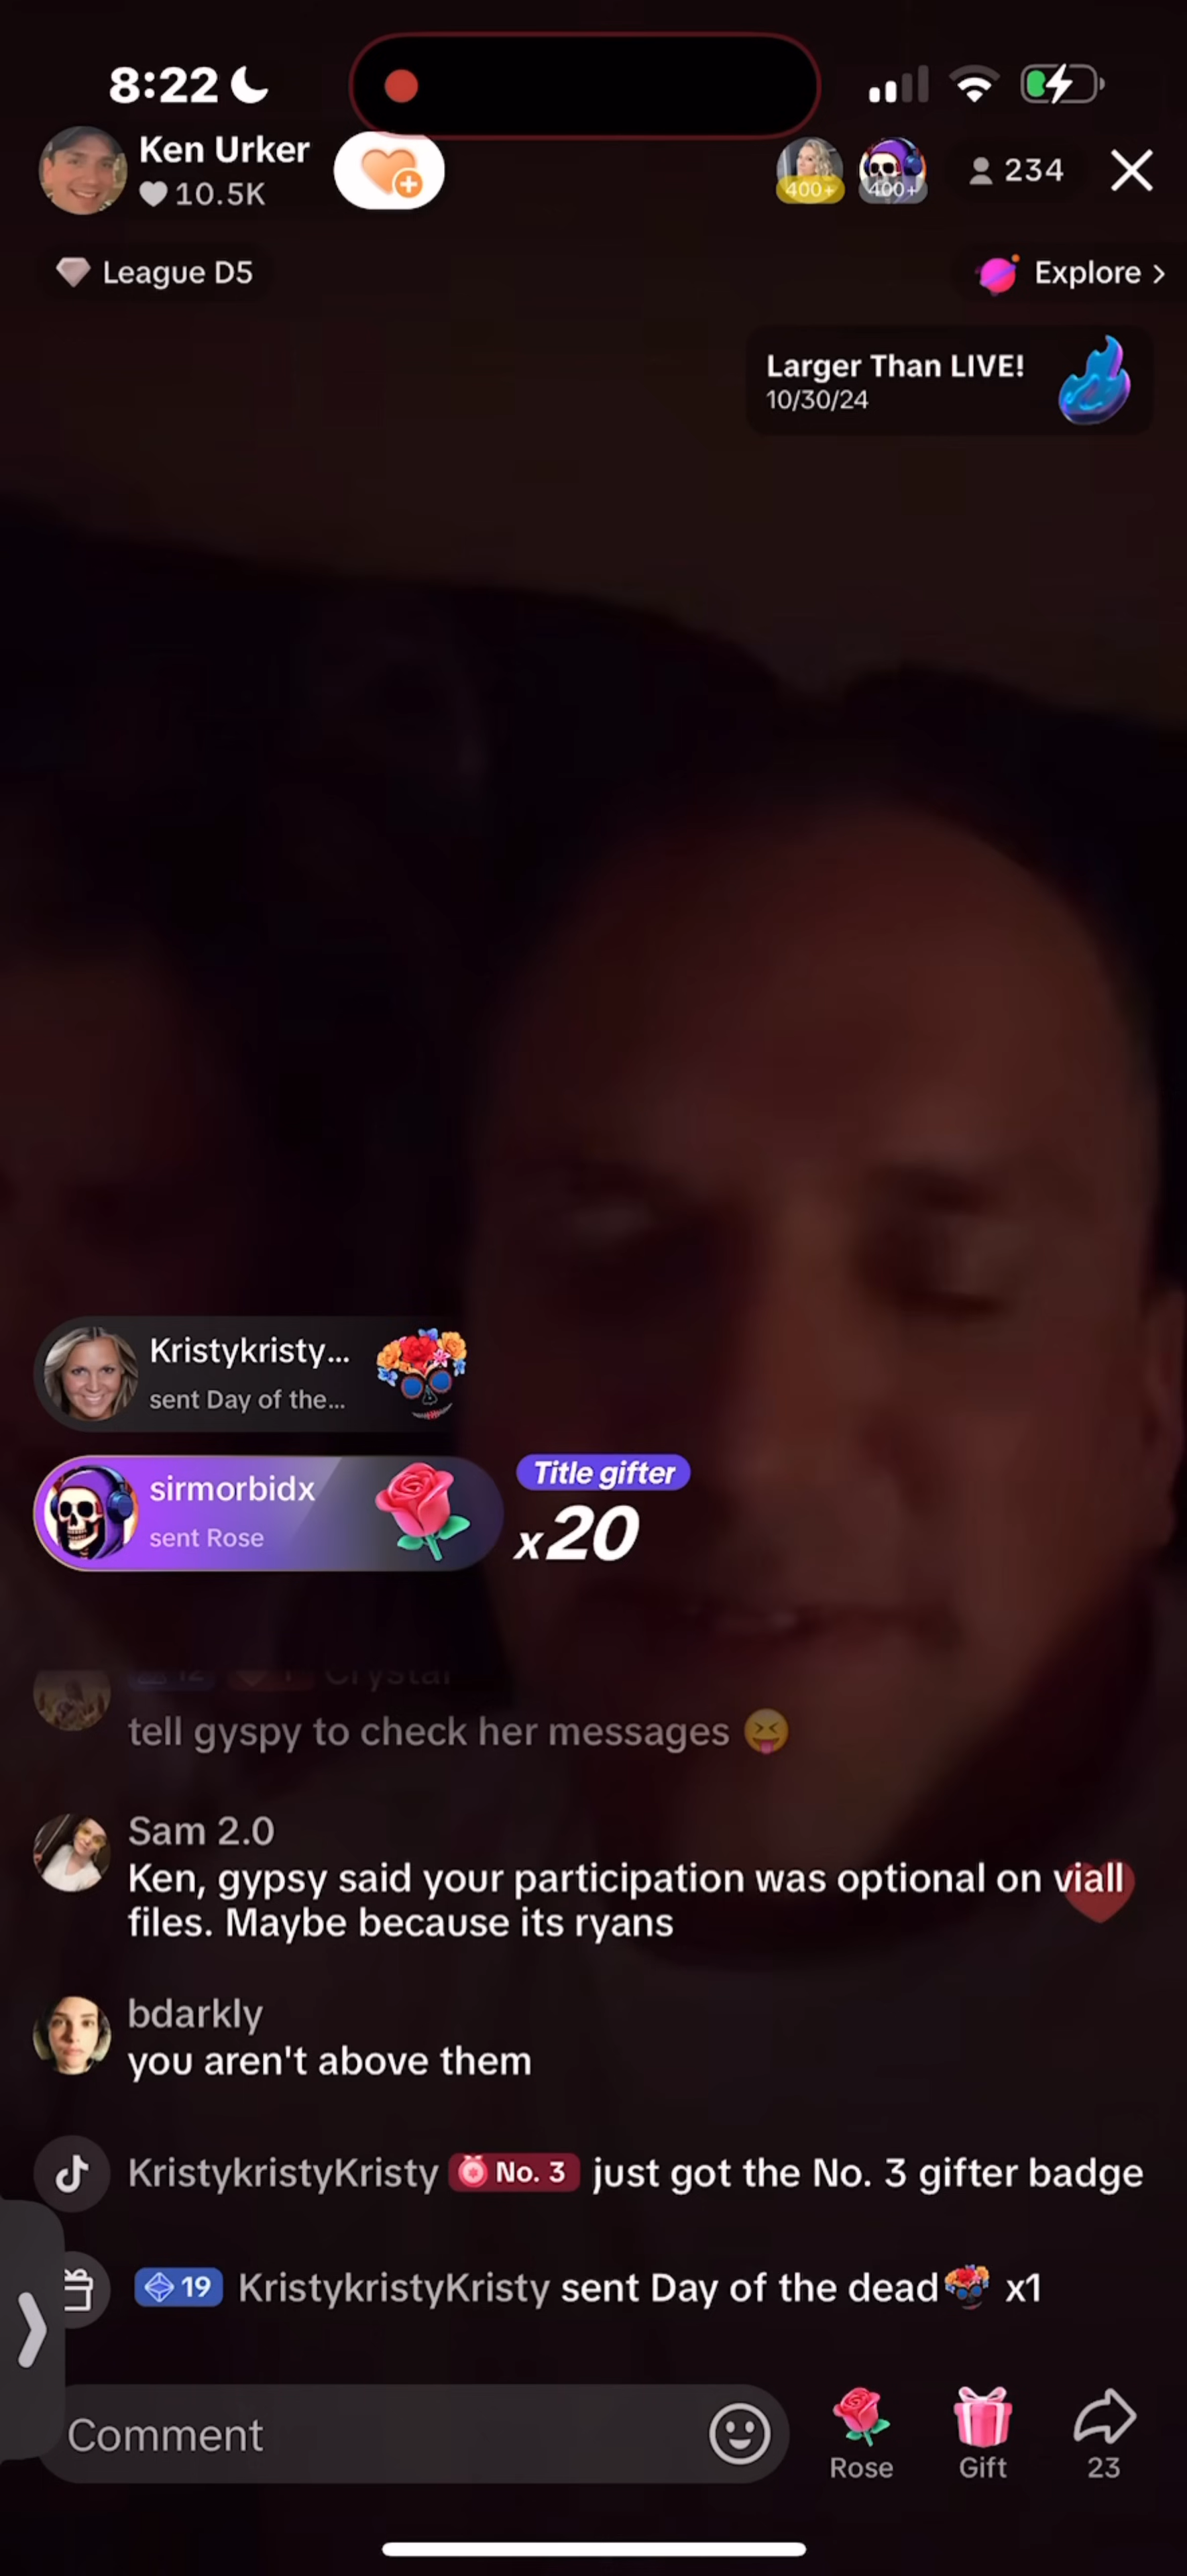 8:22
Ken Urker
10.5K
400+
400+
234
League D5
Explore >
Larger Than LIVE!
10/30/24
Kristykristy...
sent Day of the...
sirmorbidx
sent Rose
Title gifter
x20
12 1 Crystal
tell gyspy to check her messages
Sam 2.0
Ken, gypsy said your participation was optional on viall
files. Maybe because its ryans
bdarkly
you aren't above them
KristykristyKristy No. 3 just got the No. 3 gifter badge
19 KristykristyKristy sent Day of the dead x1
Comment
Rose
Gift
23